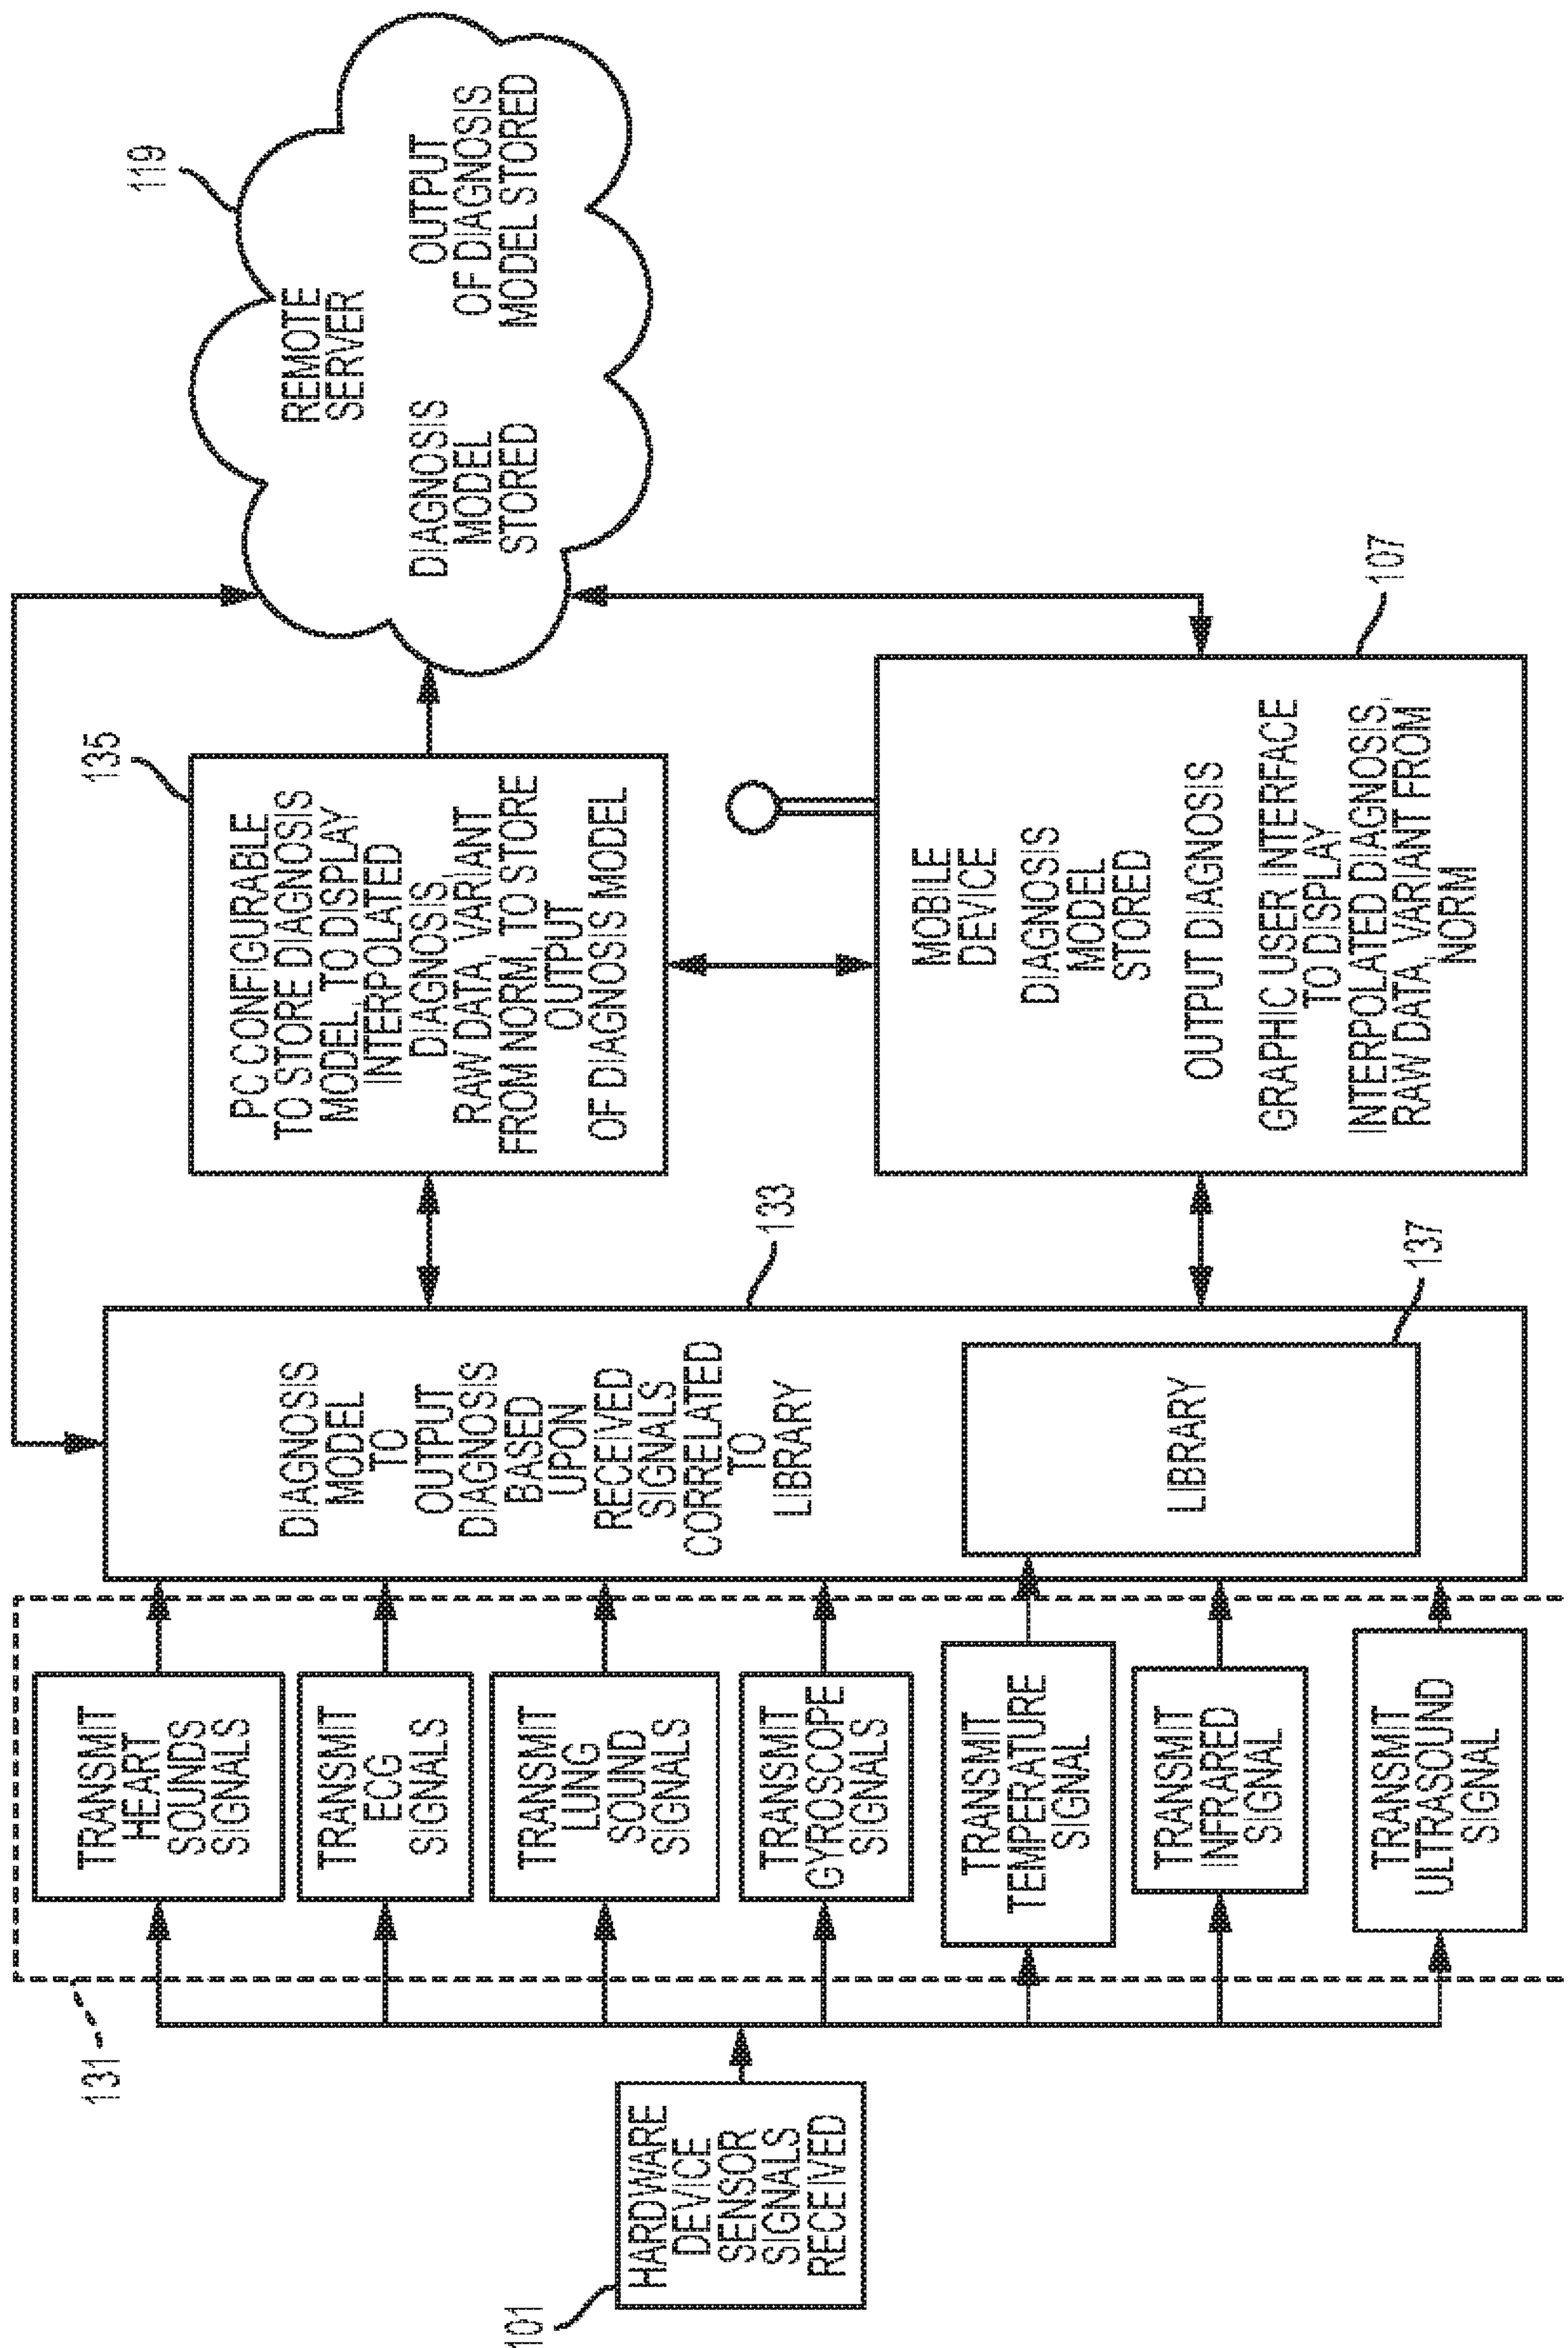 101
HARDWARE
DEVICE
SENSOR
SIGNALS
RECEIVED
131
TRANSMIT
HEART
SOUNDS
SIGNALS
TRANSMIT
ECG
SIGNALS
TRANSMIT
LUNG
SOUND
SIGNALS
TRANSMIT
GYROSCOPE
SIGNALS
TRANSMIT
TEMPERATURE
SIGNAL
TRANSMIT
INFRARED
SIGNAL
TRANSMIT
ULTRASOUND
SIGNAL
DIAGNOSIS
MODEL
TO
OUTPUT
DIAGNOSIS
BASED
UPON
RECEIVED
SIGNALS
CORRELATED
TO
LIBRARY
133
LIBRARY
137
135
PC CONFIGURABLE
TO STORE DIAGNOSIS
MODEL, TO DISPLAY
INTERPOLATED
DIAGNOSIS,
RAW DATA, VARIANT
FROM NORM, TO STORE
OUTPUT
OF DIAGNOSIS MODEL
MOBILE
DEVICE
DIAGNOSIS
MODEL
STORED
OUTPUT DIAGNOSIS
GRAPHIC USER INTERFACE
TO DISPLAY
INTERPOLATED DIAGNOSIS,
RAW DATA, VARIANT FROM
NORM
107
119
REMOTE
SERVER
DIAGNOSIS
MODEL
STORED
OUTPUT
OF DIAGNOSIS
MODEL STORED